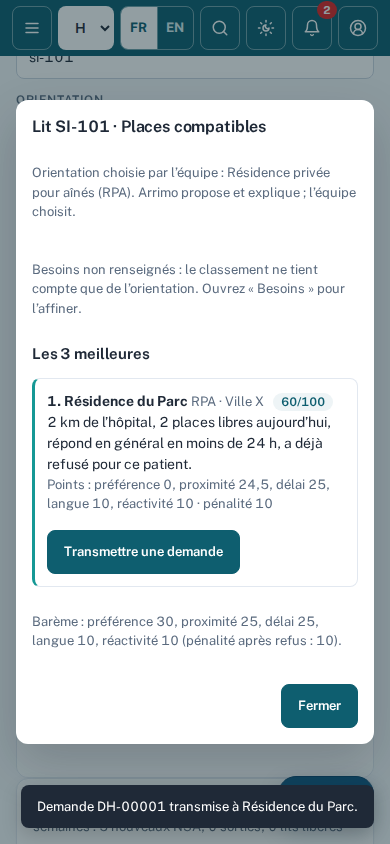 H
FR
EN
2
si-101
ORIENTATION
Lit SI-101 · Places compatibles
Orientation choisie par l'équipe : Résidence privée
pour aînés (RPA). Arrimo propose et explique ; l'équipe
choisit.
Besoins non renseignés : le classement ne tient
compte que de l'orientation. Ouvrez « Besoins » pour
l'affiner.
Les 3 meilleures
1. Résidence du Parc RPA · Ville X 60/100
2 km de l'hôpital, 2 places libres aujourd'hui,
répond en général en moins de 24 h, a déjà
refusé pour ce patient.
Points : préférence 0, proximité 24,5, délai 25,
langue 10, réactivité 10 · pénalité 10
Transmettre une demande
Barème : préférence 30, proximité 25, délai 25,
langue 10, réactivité 10 (pénalité après refus : 10).
Fermer
Demande DH-00001 transmise à Résidence du Parc.